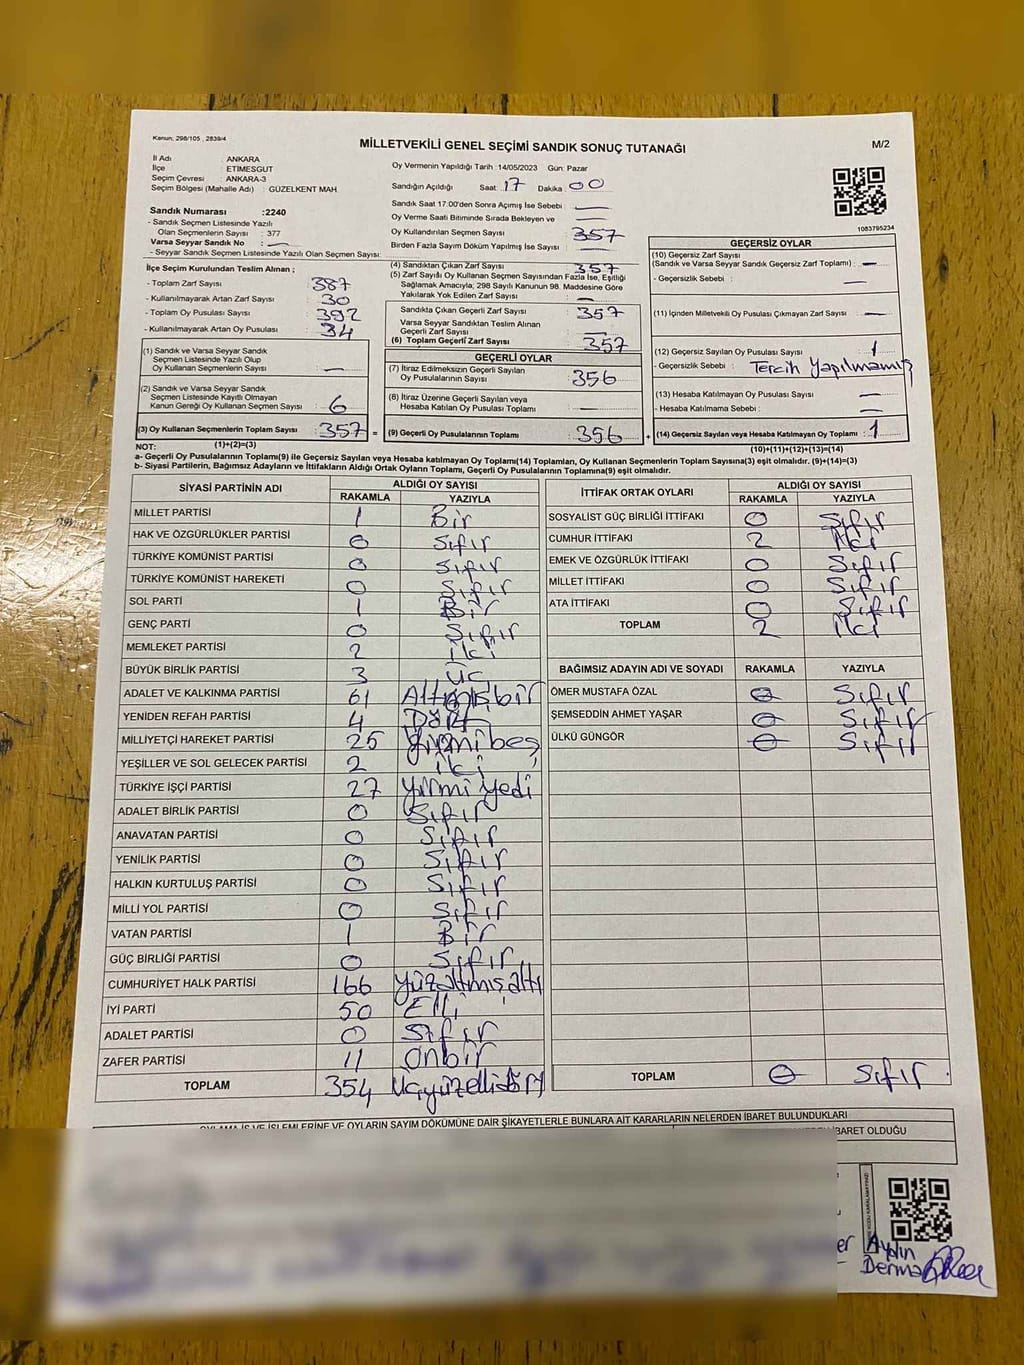 Kanun: 298/105 , 2839/4
MİLLETVEKİLİ GENEL SEÇİMİ SANDIK SONUÇ TUTANAĞI
M/2
İl Adı : ANKARA
İlçe : ETİMESGUT
Seçim Çevresi : ANKARA-3
Seçim Bölgesi (Mahalle Adı) : GÜZELKENT MAH.
Oy Vermenin Yapıldığı Tarih :14/05/2023 Gün: Pazar
Sandığın Açıldığı Saat :17 Dakika :00
Sandık Saat 17:00'den Sonra Açımış İse Sebebi : —
Oy Verme Saati Bitiminde Sırada Bekleyen ve —
Oy Kullandırılan Seçmen Sayısı : 357
Birden Fazla Sayım Döküm Yapılmış İse Sayısı : —
1083795234
Sandık Numarası :2240
- Sandık Seçmen Listesinde Yazılı
Olan Seçmenlerin Sayısı : 377
Varsa Seyyar Sandık No : —
- Seyyar Sandık Seçmen Listesinde Yazılı Olan Seçmen Sayısı:
İlçe Seçim Kurulundan Teslim Alınan ;
- Toplam Zarf Sayısı : 387
- Kullanılmayarak Artan Zarf Sayısı : 30
- Toplam Oy Pusulası Sayısı : 392
- Kullanılmayarak Artan Oy Pusulası : 34
(1) Sandık ve Varsa Seyyar Sandık
Seçmen Listesinde Yazılı Olup
Oy Kullanan Seçmenlerin Sayısı : —
(2) Sandık ve Varsa Seyyar Sandık
Seçmen Listesinde Kayıtlı Olmayan
Kanun Gereği Oy Kullanan Seçmen Sayısı : 6
(3) Oy Kullanan Seçmenlerin Toplam Sayısı : 357 =
(1)+(2)=(3)
(4) Sandıktan Çıkan Zarf Sayısı : 357
(5) Zarf Sayısı Oy Kullanan Seçmen Sayısından Fazla İse, Eşitliği
Sağlamak Amacıyla; 298 Sayılı Kanunun 98. Maddesine Göre
Yakılarak Yok Edilen Zarf Sayısı : —
Sandıkta Çıkan Geçerli Zarf Sayısı : 357
Varsa Seyyar Sandıktan Teslim Alınan
Geçerli Zarf Sayısı : —
(6) Toplam Geçerli Zarf Sayısı : 357
GEÇERLİ OYLAR
(7) İtiraz Edilmeksizin Geçerli Sayılan
Oy Pusulalarının Sayısı : 356
(8) İtiraz Üzerine Geçerli Sayılan veya
Hesaba Katılan Oy Pusulası Toplamı : —
(9) Geçerli Oy Pusulalarının Toplamı : 356 +
GEÇERSİZ OYLAR
(10) Geçersiz Zarf Sayısı
(Sandık ve Varsa Seyyar Sandık Geçersiz Zarf Toplamı) : —
- Geçersizlik Sebebi : —
(11) İçinden Milletvekili Oy Pusulası Çıkmayan Zarf Sayısı : —
(12) Geçersiz Sayılan Oy Pusulası Sayısı : 1
- Geçersizlik Sebebi : Tercih Yapılmamış
(13) Hesaba Katılmayan Oy Pusulası Sayısı : —
- Hesaba Katılmama Sebebi : —
(14) Geçersiz Sayılan veya Hesaba Katılmayan Oy Toplamı : 1
(10)+(11)+(12)+(13)=(14)
NOT:
a- Geçerli Oy Pusulalarının Toplamı(9) ile Geçersiz Sayılan veya Hesaba Katılmayan Oy Toplamı(14) Toplamları, Oy Kullanan Seçmenlerin Toplam Sayısına(3) eşit olmalıdır. (9)+(14)=(3)
b- Siyasi Partilerin, Bağımsız Adayların ve İttifakların Aldığı Ortak Oyların Toplamı, Geçerli Oy Pusulalarının Toplamına(9) eşit olmalıdır.
SİYASİ PARTİNİN ADI ALDIĞI OY SAYISI
RAKAMLA YAZIYLA
MİLLET PARTİSİ 1 Bir
HAK VE ÖZGÜRLÜKLER PARTİSİ 0 Sıfır
TÜRKİYE KOMÜNİST PARTİSİ 0 Sıfır
TÜRKİYE KOMÜNİST HAREKETİ 0 Sıfır
SOL PARTİ 1 Bir
GENÇ PARTİ 0 Sıfır
MEMLEKET PARTİSİ 2 İki
BÜYÜK BİRLİK PARTİSİ 3 Üç
ADALET VE KALKINMA PARTİSİ 61 Altmışbir
YENİDEN REFAH PARTİSİ 4 Dört
MİLLİYETÇİ HAREKET PARTİSİ 25 Yirmibeş
YEŞİLLER VE SOL GELECEK PARTİSİ 2 iki
TÜRKİYE İŞÇİ PARTİSİ 27 Yirmi yedi
ADALET BİRLİK PARTİSİ 0 Sıfır
ANAVATAN PARTİSİ 0 Sıfır
YENİLİK PARTİSİ 0 Sıfır
HALKIN KURTULUŞ PARTİSİ 0 Sıfır
MİLLİ YOL PARTİSİ 0 Sıfır
VATAN PARTİSİ 1 Bir
GÜÇ BİRLİĞİ PARTİSİ 0 Sıfır
CUMHURİYET HALK PARTİSİ 166 Yüzaltmışaltı
İYİ PARTİ 50 Elli
ADALET PARTİSİ 0 Sıfır
ZAFER PARTİSİ 11 Onbir
TOPLAM 354 Üçyüzellidört
İTTİFAK ORTAK OYLARI ALDIĞI OY SAYISI
RAKAMLA YAZIYLA
SOSYALİST GÜÇ BİRLİĞİ İTTİFAKI 0 Sıfır
CUMHUR İTTİFAKI 2 İki
EMEK VE ÖZGÜRLÜK İTTİFAKI 0 Sıfır
MİLLET İTTİFAKI 0 Sıfır
ATA İTTİFAKI 0 Sıfır
TOPLAM 2 İki
BAĞIMSIZ ADAYIN ADI VE SOYADI RAKAMLA YAZIYLA
ÖMER MUSTAFA ÖZAL 0 Sıfır
ŞEMSEDDİN AHMET YAŞAR 0 Sıfır
ÜLKÜ GÜNGÖR 0 Sıfır
TOPLAM 0 Sıfır
OYLAMA İŞ VE İŞLEMLERİNE VE OYLARIN SAYIM DÖKÜMÜNE DAİR ŞİKAYETLERLE BUNLARA AİT KARARLARIN NELERDEN İBARET BULUNDUKLARI
İBARET OLDUĞU
er Aydın